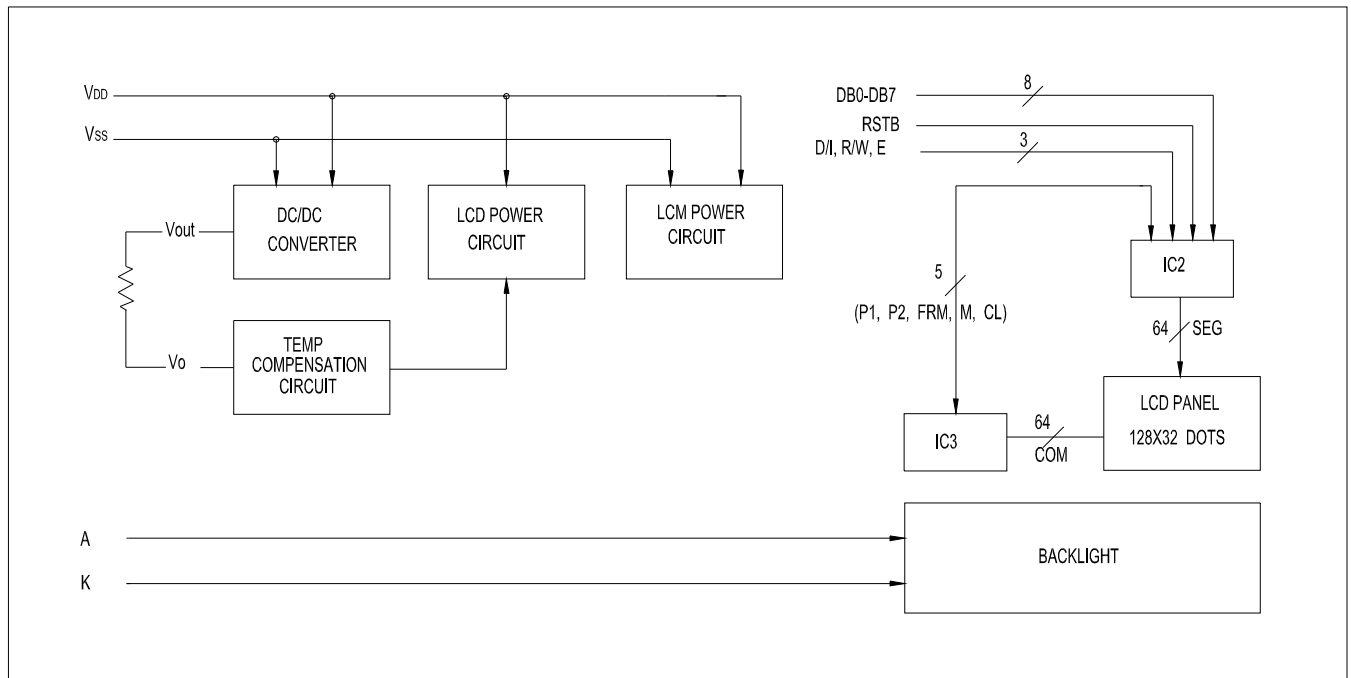 VDD
VSS
DC/DC
CONVERTER
LCD POWER
CIRCUIT
LCM POWER
CIRCUIT
Vout
Vo
TEMP
COMPENSATION
CIRCUIT
DB0-DB7
8
RSTB
D/I, R/W, E
3
IC2
5
(P1, P2, FRM, M, CL)
64 SEG
LCD PANEL
128X32 DOTS
IC3
64
COM
A
K
BACKLIGHT